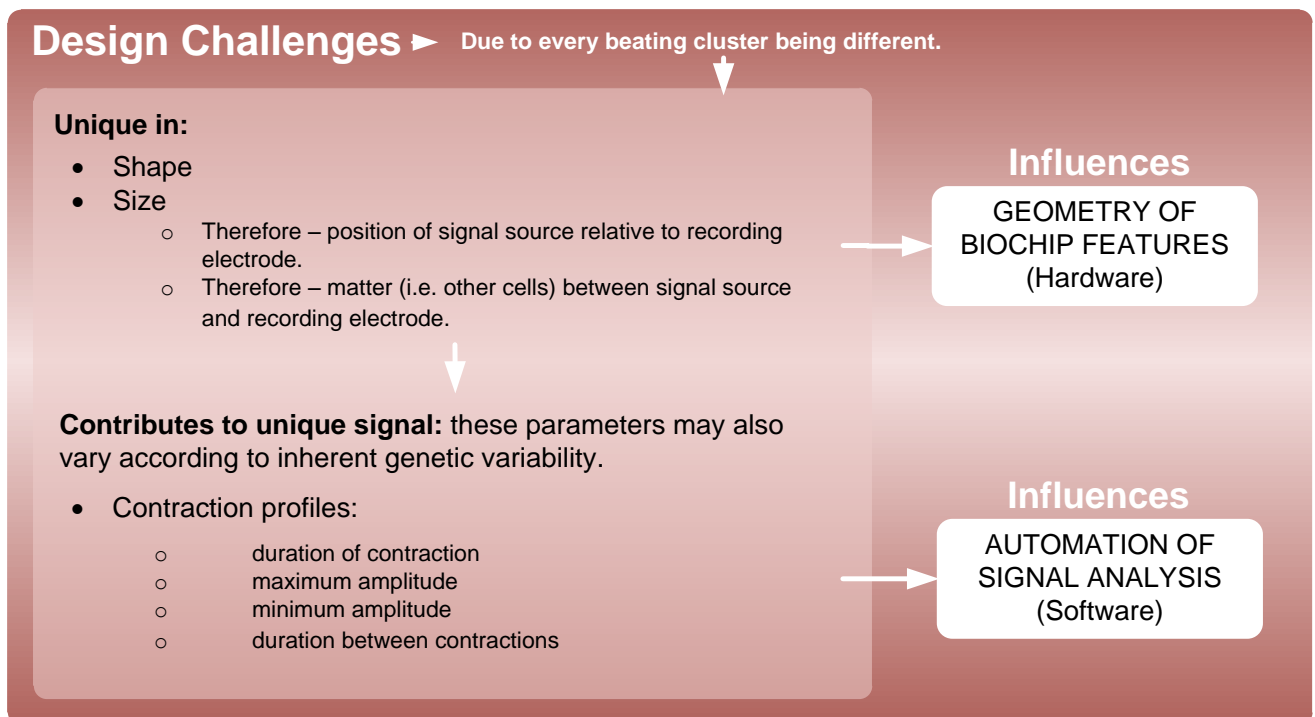 Design Challenges
Due to every beating cluster being different.
Unique in:
• Shape
• Size
o Therefore – position of signal source relative to recording
electrode.
o Therefore – matter (i.e. other cells) between signal source
and recording electrode.
Influences
GEOMETRY OF
BIOCHIP FEATURES
(Hardware)
Contributes to unique signal: these parameters may also
vary according to inherent genetic variability.
• Contraction profiles:
o duration of contraction
o maximum amplitude
o minimum amplitude
o duration between contractions
Influences
AUTOMATION OF
SIGNAL ANALYSIS
(Software)